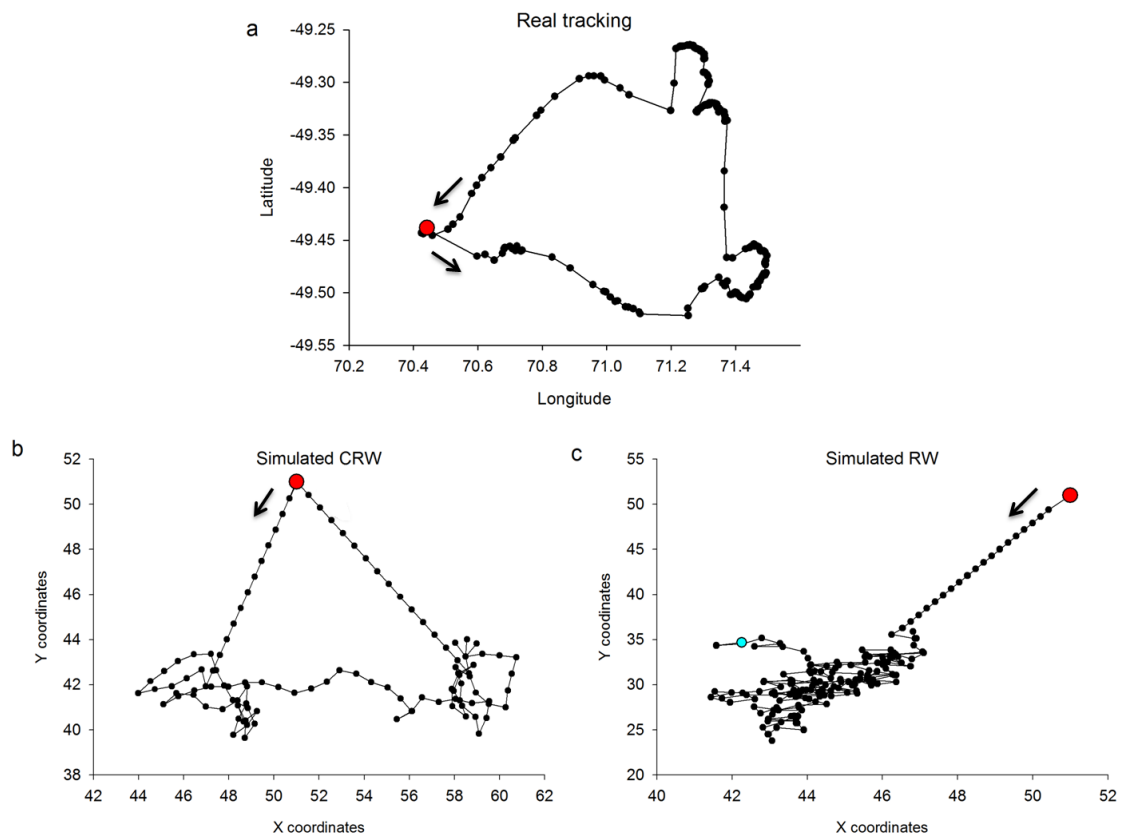 a
Real tracking
-49.25
-49.30
-49.35
-49.40
-49.45
-49.50
-49.55
Latitude
70.2 70.4 70.6 70.8 71.0 71.2 71.4
Longitude
b
Simulated CRW
52
50
48
46
44
42
40
38
Y coordinates
42 44 46 48 50 52 54 56 58 60 62
X coordinates
c
Simulated RW
55
50
45
40
35
30
25
20
Y coordinates
40 42 44 46 48 50 52
X coordinates